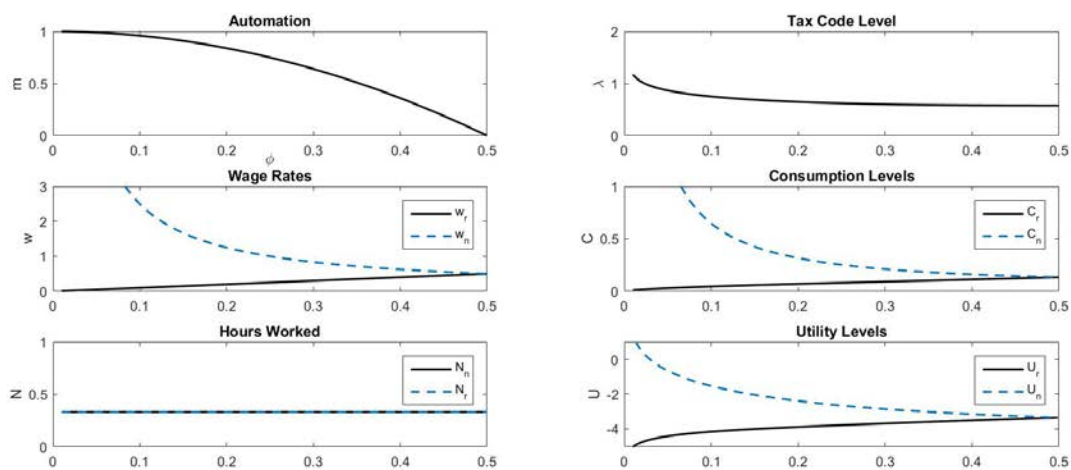 Automation
1
0.5
0
m
0.1 0.2 0.3 0.4 0.5
ϕ
Tax Code Level
2
1
0
λ
0.1 0.2 0.3 0.4 0.5
Wage Rates
3
2
1
0
w
w_r
w_n
0 0.1 0.2 0.3 0.4 0.5
Consumption Levels
1
0.5
0
C
C_r
C_n
0 0.1 0.2 0.3 0.4 0.5
Hours Worked
1
0.5
0
N
N_n
N_r
0 0.1 0.2 0.3 0.4 0.5
Utility Levels
0
-2
-4
U
U_r
U_n
0 0.1 0.2 0.3 0.4 0.5